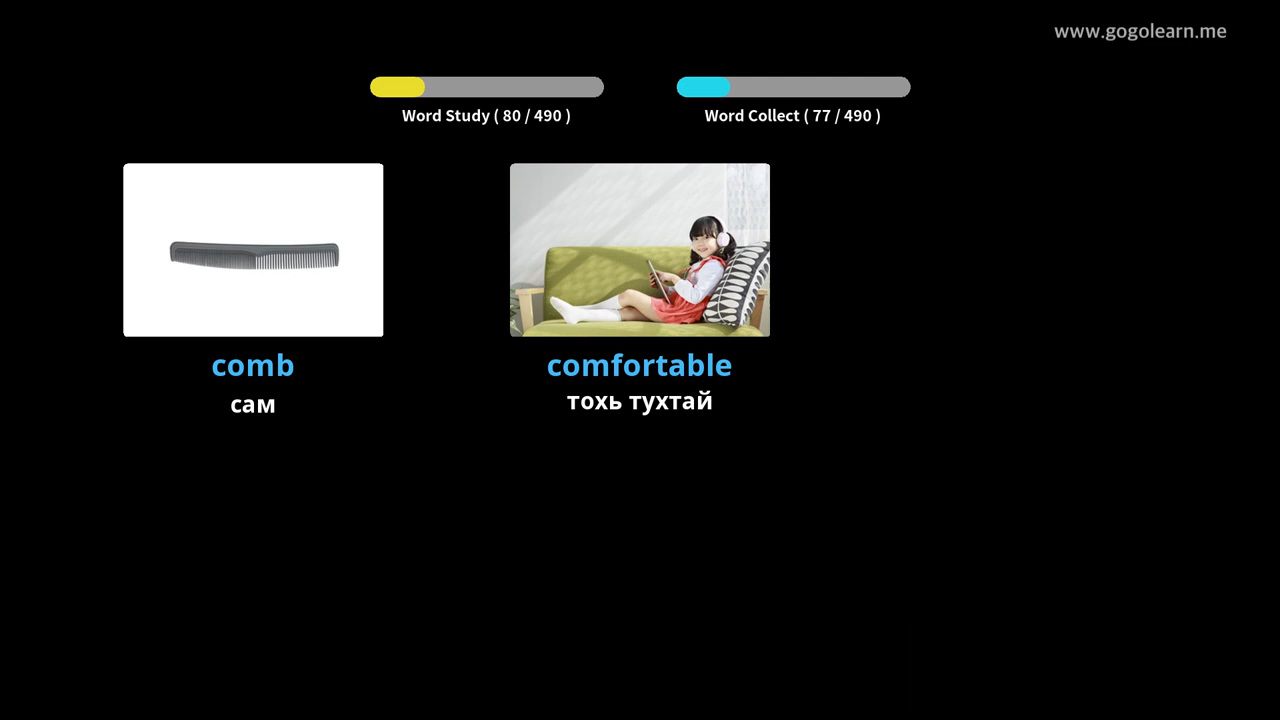 www.gogolearn.me
Word Study ( 80 / 490 )
Word Collect ( 77 / 490 )
comb
сам
comfortable
тохь тухтай